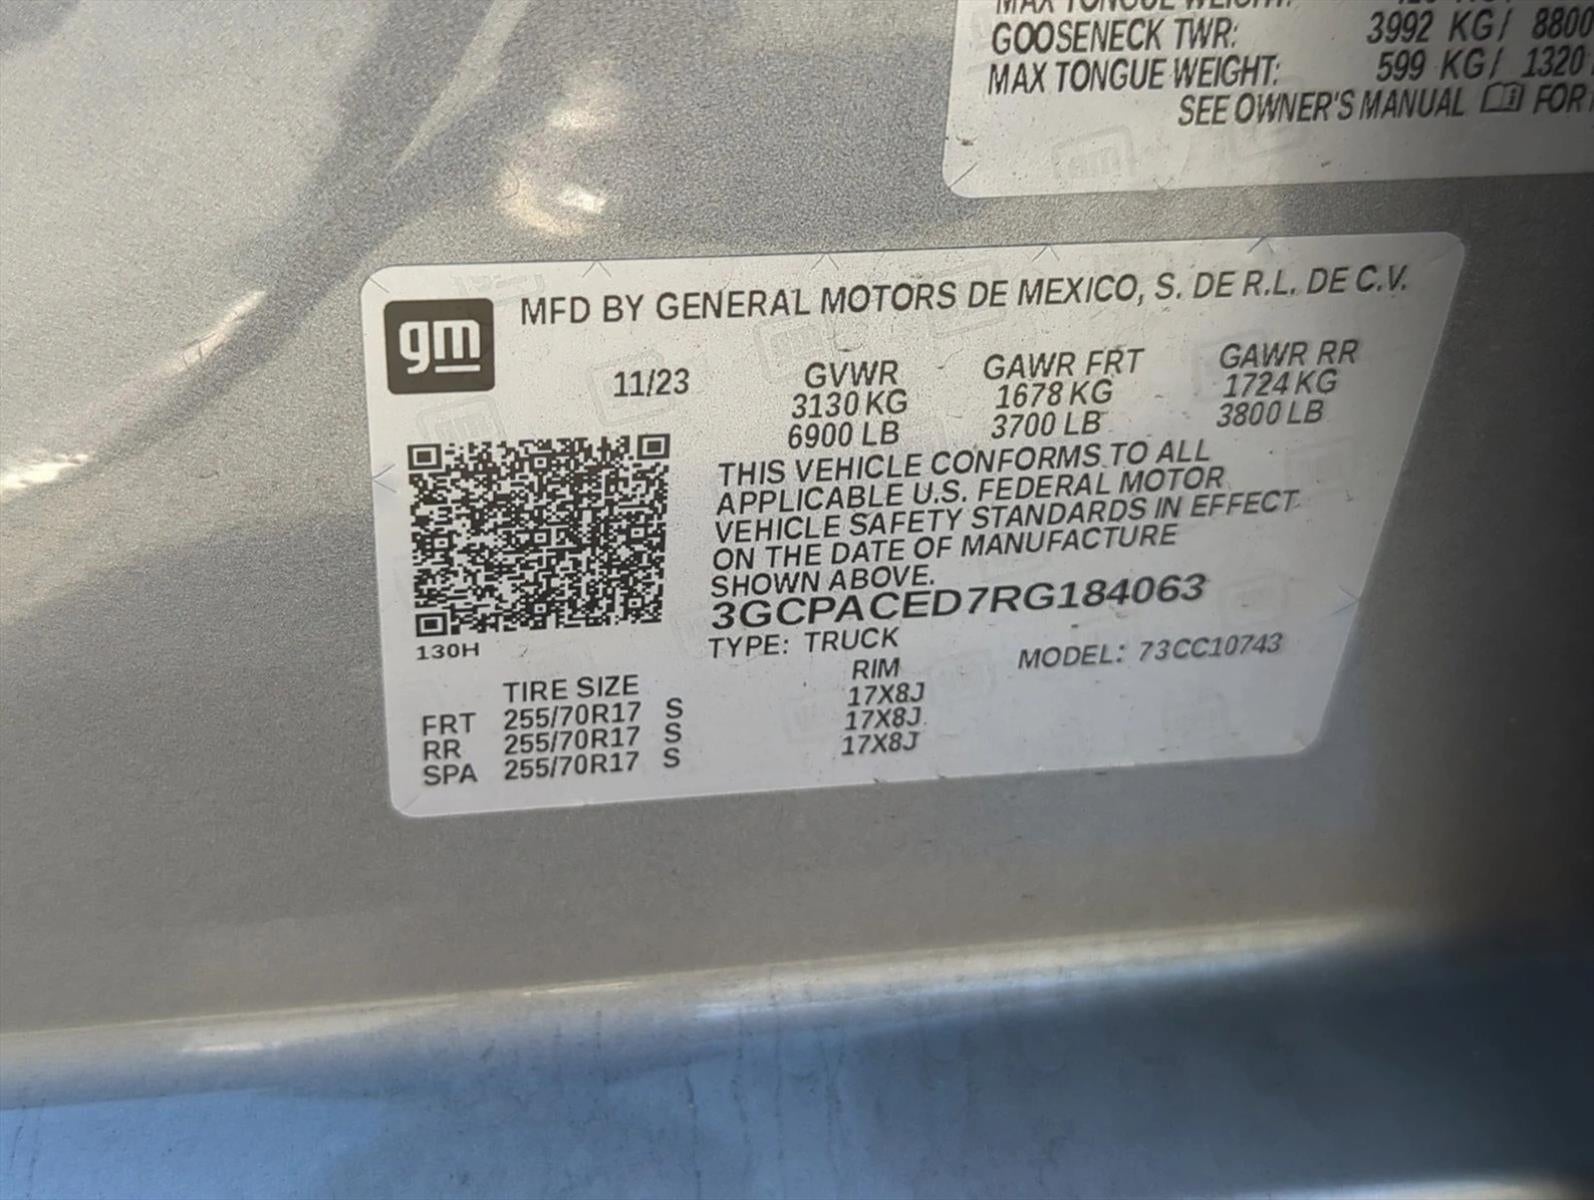 GOOSENECK TWR: 3992 KG/ 8800
MAX TONGUE WEIGHT: 599 KG/ 1320
SEE OWNER'S MANUAL FOR
gm
MFD BY GENERAL MOTORS DE MEXICO, S. DE R.L. DE C.V.
11/23 GVWR GAWR FRT GAWR RR
3130 KG 1678 KG 1724 KG
6900 LB 3700 LB 3800 LB
THIS VEHICLE CONFORMS TO ALL
APPLICABLE U.S. FEDERAL MOTOR
VEHICLE SAFETY STANDARDS IN EFFECT
ON THE DATE OF MANUFACTURE
SHOWN ABOVE.
3GCPACED7RG184063
130H
TYPE: TRUCK MODEL: 73CC10743
TIRE SIZE RIM
FRT 255/70R17 S 17X8J
RR 255/70R17 S 17X8J
SPA 255/70R17 S 17X8J